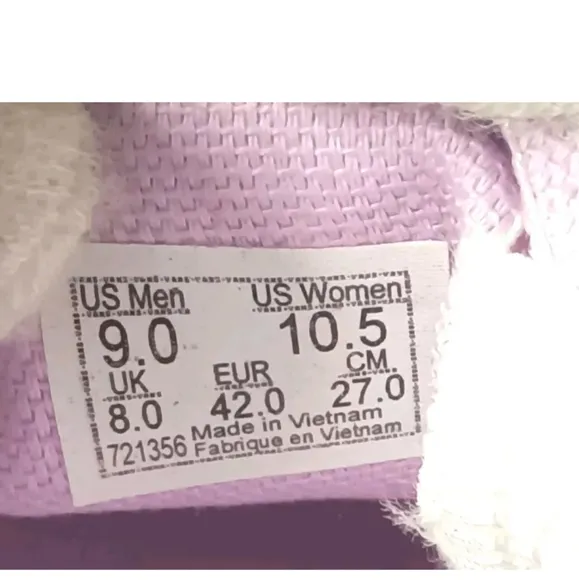 US Men US Women
9.0 10.5
UK EUR CM
8.0 42.0 27.0
Made in Vietnam
721356 Fabrique en Vietnam